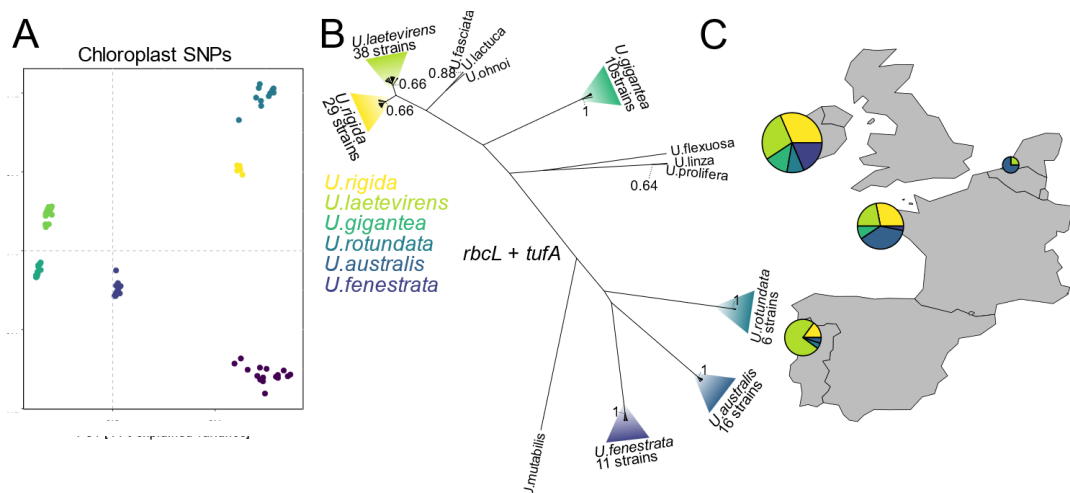 A
Chloroplast SNPs
B
U.laetevirens
38 strains
U.fasciata
U.lactuca
U.ohnoi
0.88
0.66
0.66
U.rigida
29 strains
U.gigantea
10strains
1
U.flexuosa
U.linza
U.prolifera
0.64
U.rigida
U.laetevirens
U.gigantea
U.rotundata
U.australis
U.fenestrata
rbcL + tufA
1
U.rotundata
6 strains
1
U.australis
16 strains
1
U.fenestrata
11 strains
U.mutabilis
C